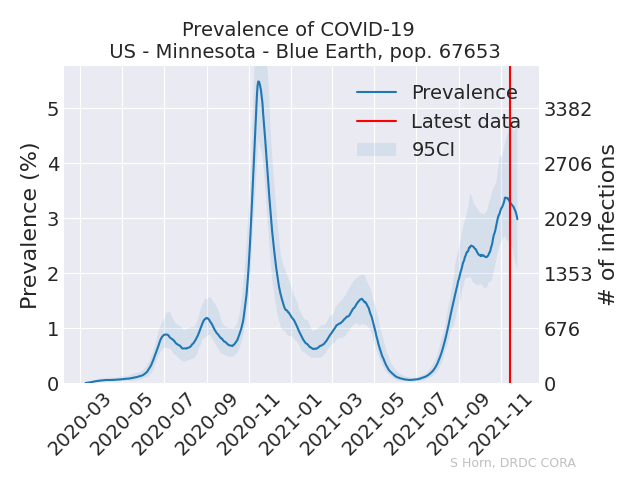 Prevalence of COVID-19
US - Minnesota - Blue Earth, pop. 67653
Prevalence (%)
5
4
3
2
1
0
Prevalence
Latest data
95CI
3382
2706
2029
1353
676
0
# of infections
2020-03
2020-05
2020-07
2020-09
2020-11
2021-01
2021-03
2021-05
2021-07
2021-09
2021-11
S Horn, DRDC CORA